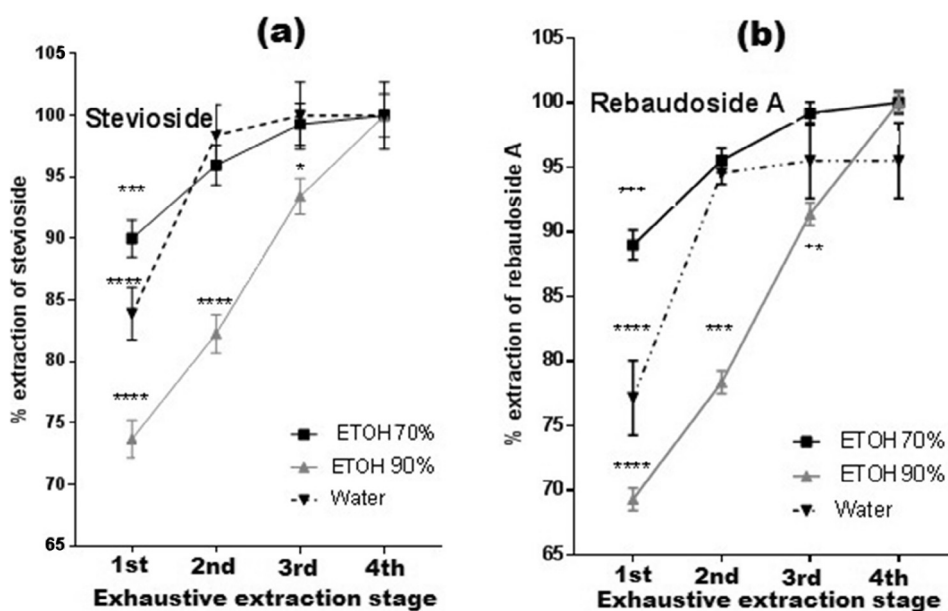 (a)
% extraction of stevioside
105
100
95
90
85
80
75
70
65
Stevioside
***
****
****
****
*
ETOH 70%
ETOH 90%
Water
1st 2nd 3rd 4th
Exhaustive extraction stage
(b)
% extraction of rebaudoside A
105
100
95
90
85
80
75
70
65
Rebaudoside A
***
****
****
***
**
ETOH 70%
ETOH 90%
Water
1st 2nd 3rd 4th
Exhaustive extraction stage